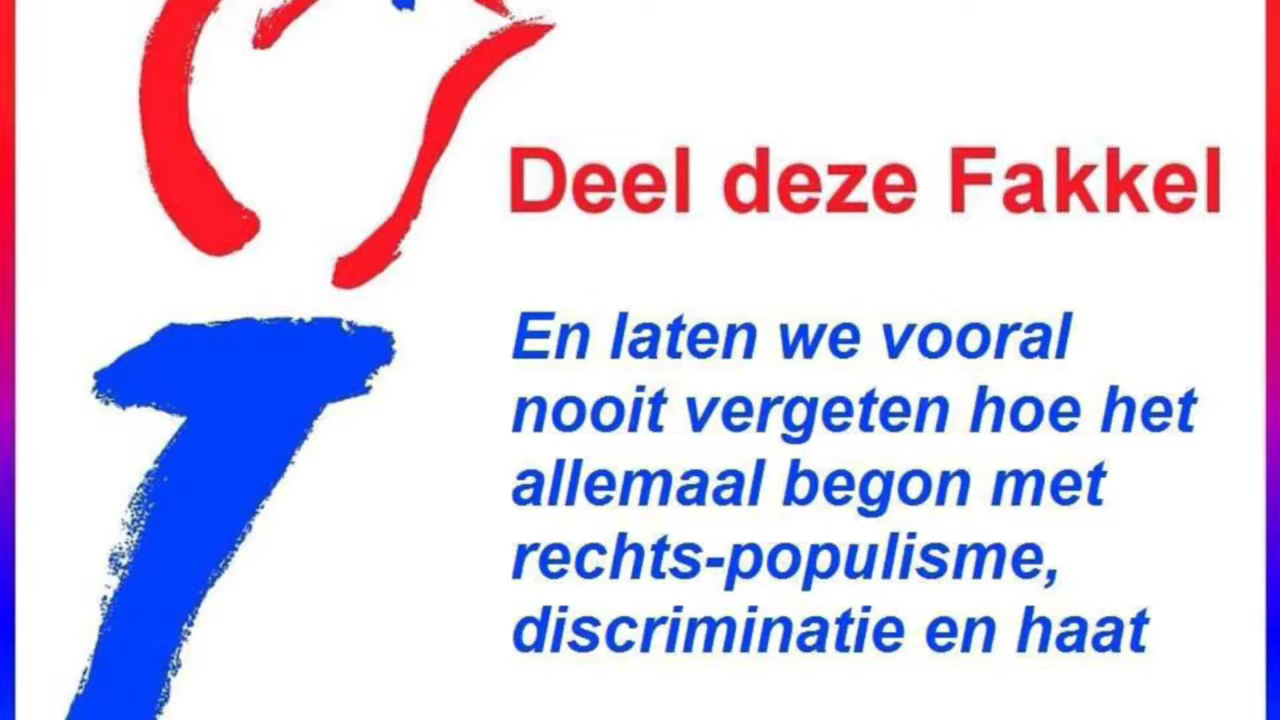 Deel deze Fakkel
En laten we vooral
nooit vergeten hoe het
allemaal begon met
rechts-populisme,
discriminatie en haat